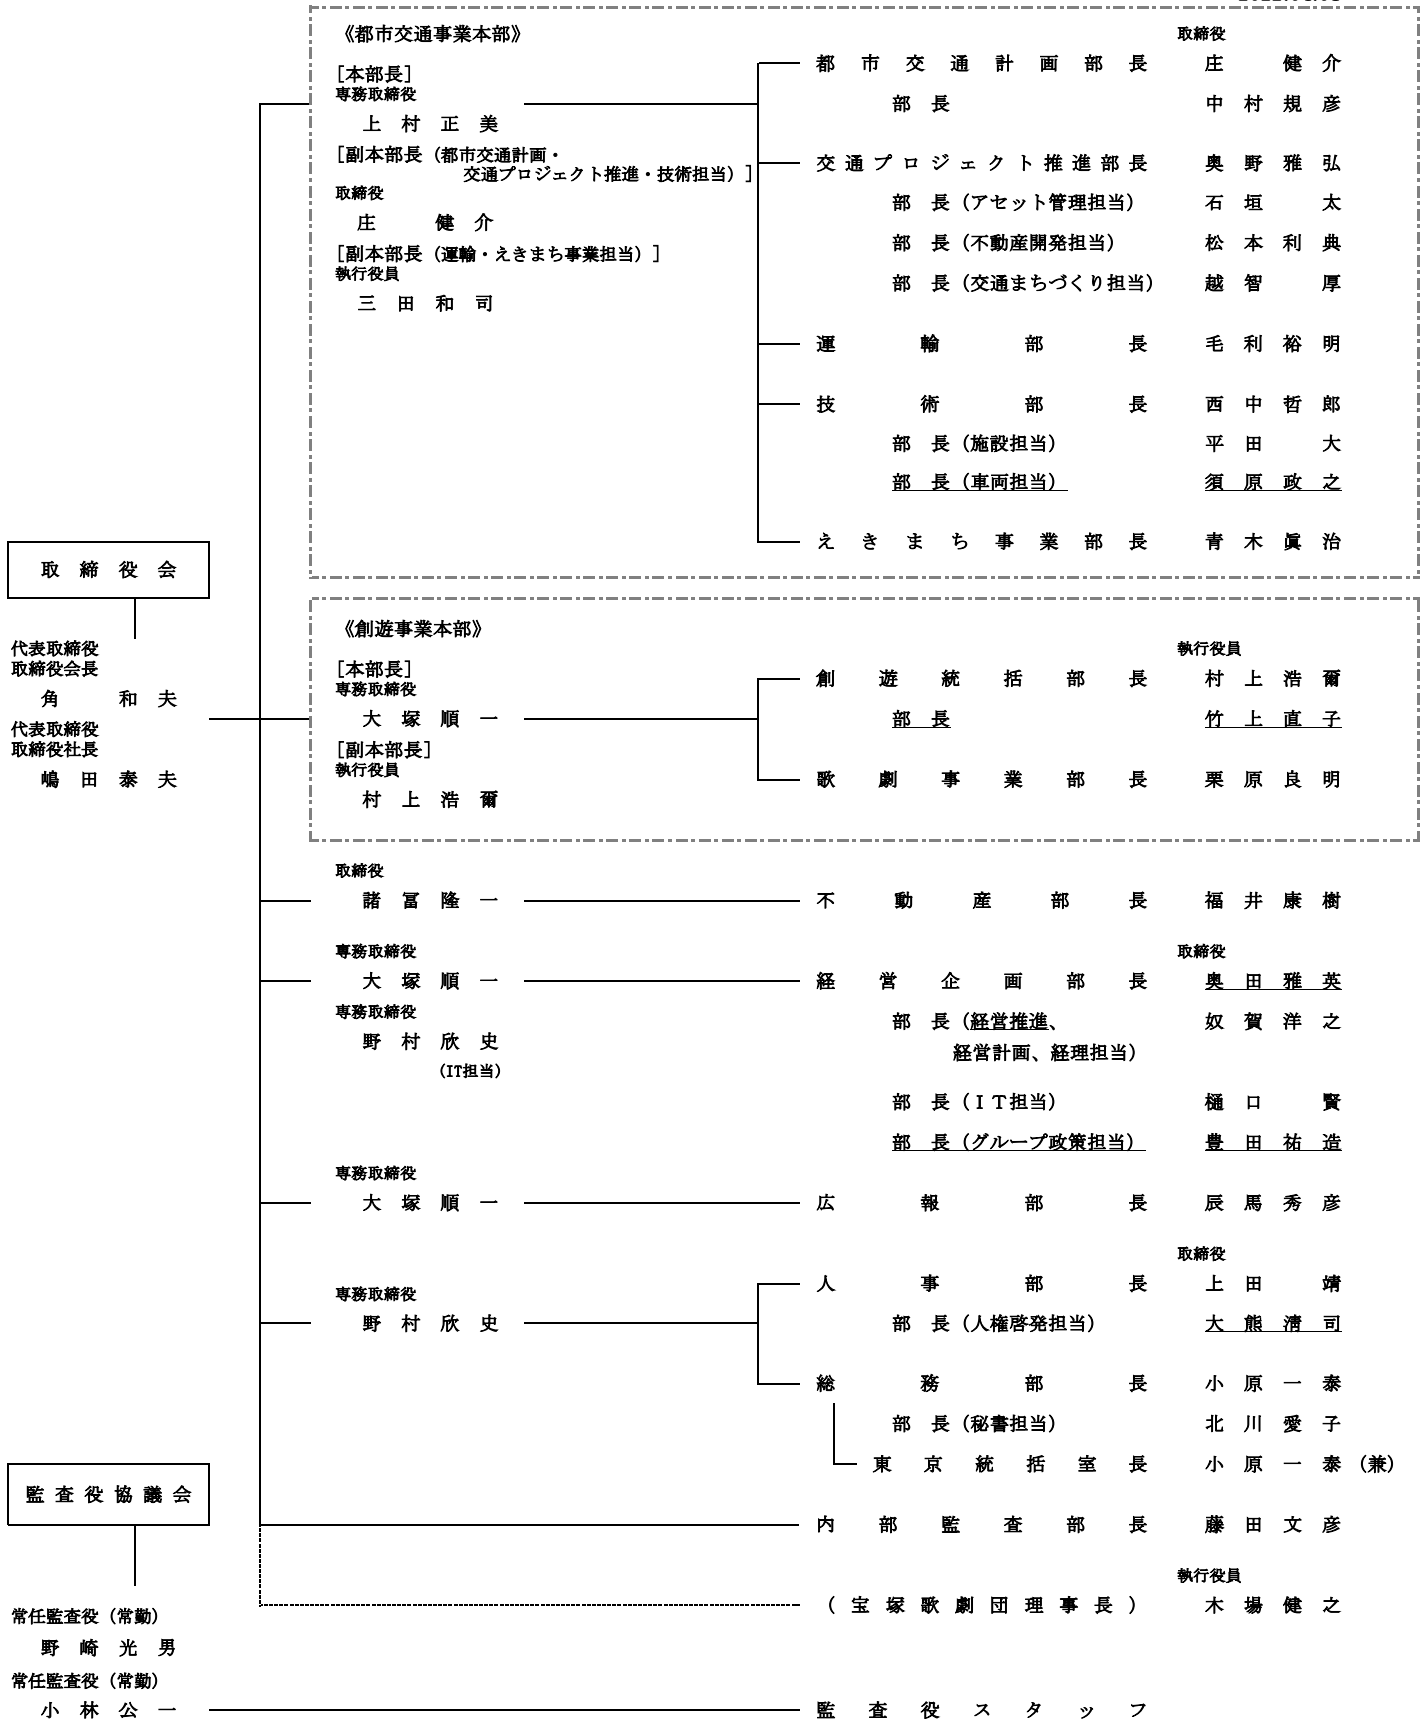 《都市交通事業本部》
[本部長]
専務取締役
上村正美
[副本部長(都市交通計画・
交通プロジェクト推進・技術担当)]
取締役
庄健介
[副本部長(運輸・えきまち事業担当)]
執行役員
三田和司
取締役
都市交通計画部長 庄健介
部長 中村規彦
交通プロジェクト推進部長 奥野雅弘
部長(アセット管理担当) 石垣太
部長(不動産開発担当) 松本利典
部長(交通まちづくり担当) 越智厚
運輸部長 毛利裕明
技術部長 西中哲郎
部長(施設担当) 平田大
部長(車両担当) 須原政之
えきまち事業部長 青木眞治
取締役会
代表取締役
取締役会長
角和夫
代表取締役
取締役社長
嶋田泰夫
《創遊事業本部》
[本部長]
専務取締役
大塚順一
[副本部長]
執行役員
村上浩爾
執行役員
創遊統括部長 村上浩爾
部長 竹上直子
歌劇事業部長 栗原良明
取締役
諸冨隆一 不動産部長 福井康樹
専務取締役 取締役
大塚順一 経営企画部長 奥田雅英
専務取締役
野村欣史
(IT担当)
部長(経営推進、 奴賀洋之
経営計画、経理担当)
部長(IT担当) 樋口賢
部長(グループ政策担当) 豊田祐造
専務取締役
大塚順一 広報部長 辰馬秀彦
取締役
人事部長 上田靖
専務取締役
野村欣史 部長(人権啓発担当) 大熊清司
総務部長 小原一泰
部長(秘書担当) 北川愛子
東京統括室長 小原一泰(兼)
監査役協議会
内部監査部長 藤田文彦
執行役員
(宝塚歌劇団理事長) 木場健之
常任監査役(常勤)
野崎光男
常任監査役(常勤)
小林公一 監査役スタッフ